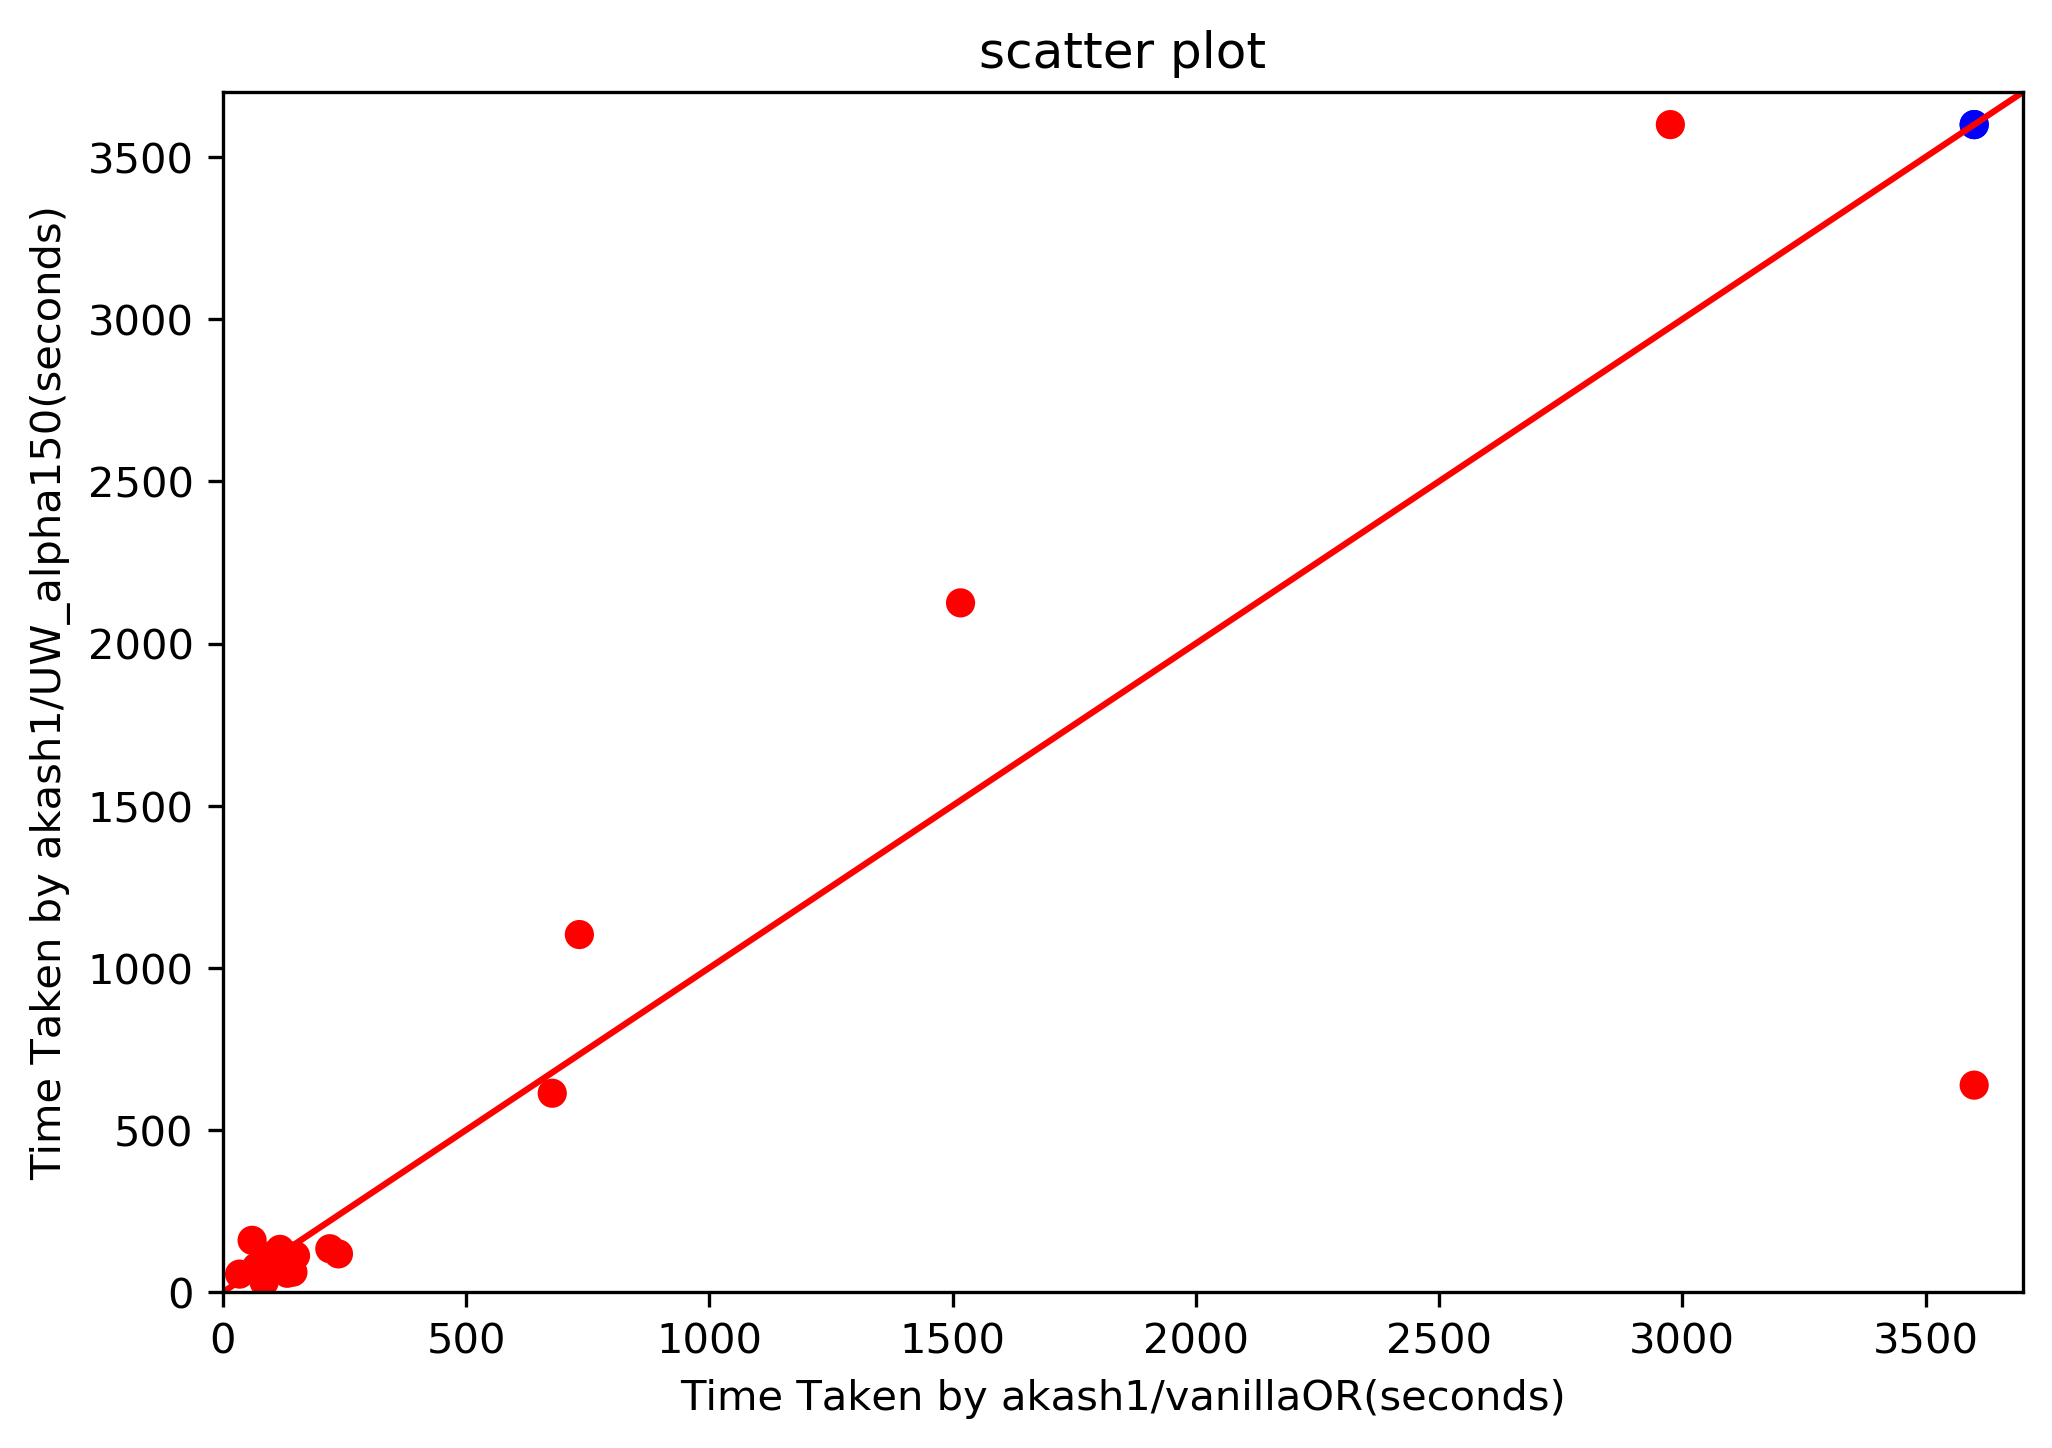 scatter plot
Time Taken by akash1/UW_alpha150(seconds)
3500
3000
2500
2000
1500
1000
500
0
0 500 1000 1500 2000 2500 3000 3500
Time Taken by akash1/vanillaOR(seconds)